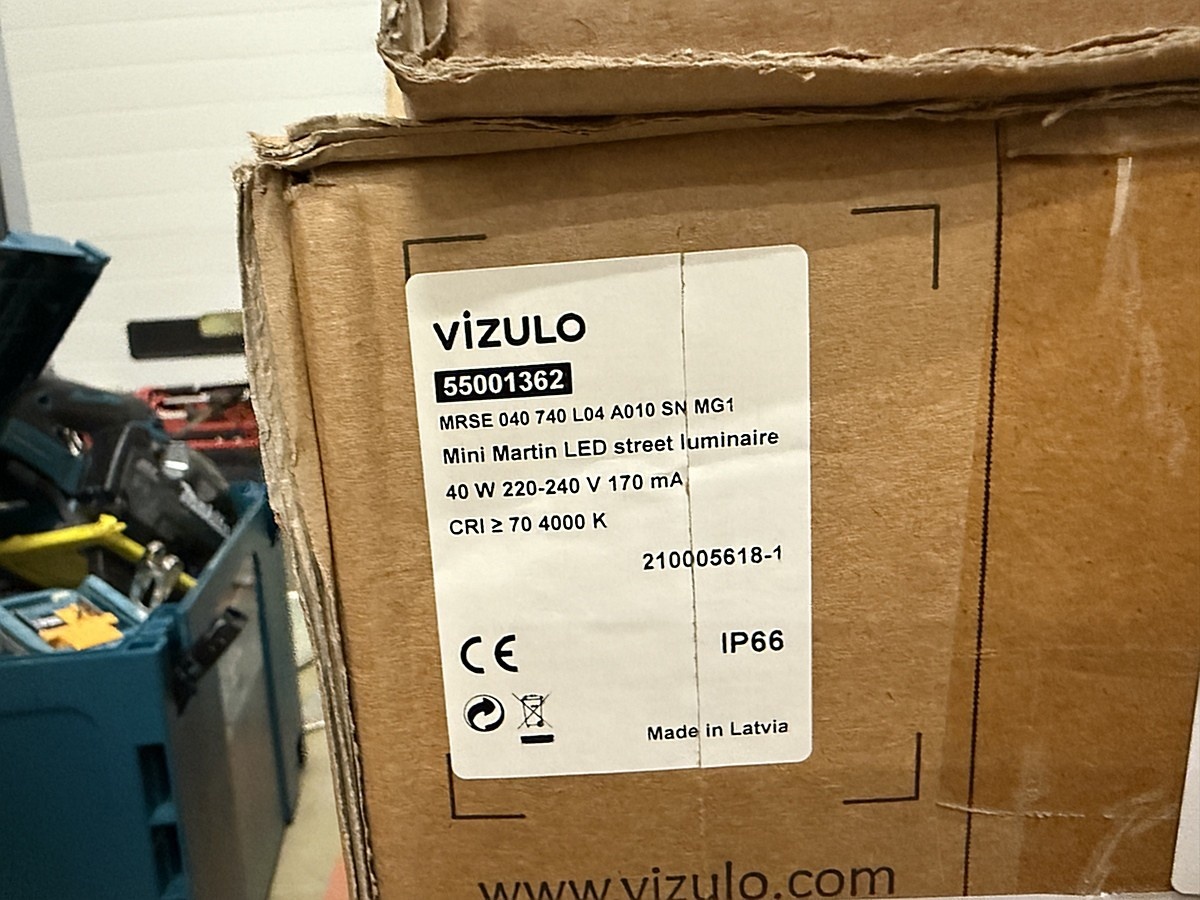 VIZULO
55001362
MRSE 040 740 L04 A010 SN MG1
Mini Martin LED street luminaire
40 W 220-240 V 170 mA
CRI ≥ 70 4000 K
210005618-1
CE
IP66
Made in Latvia
www.vizulo.com